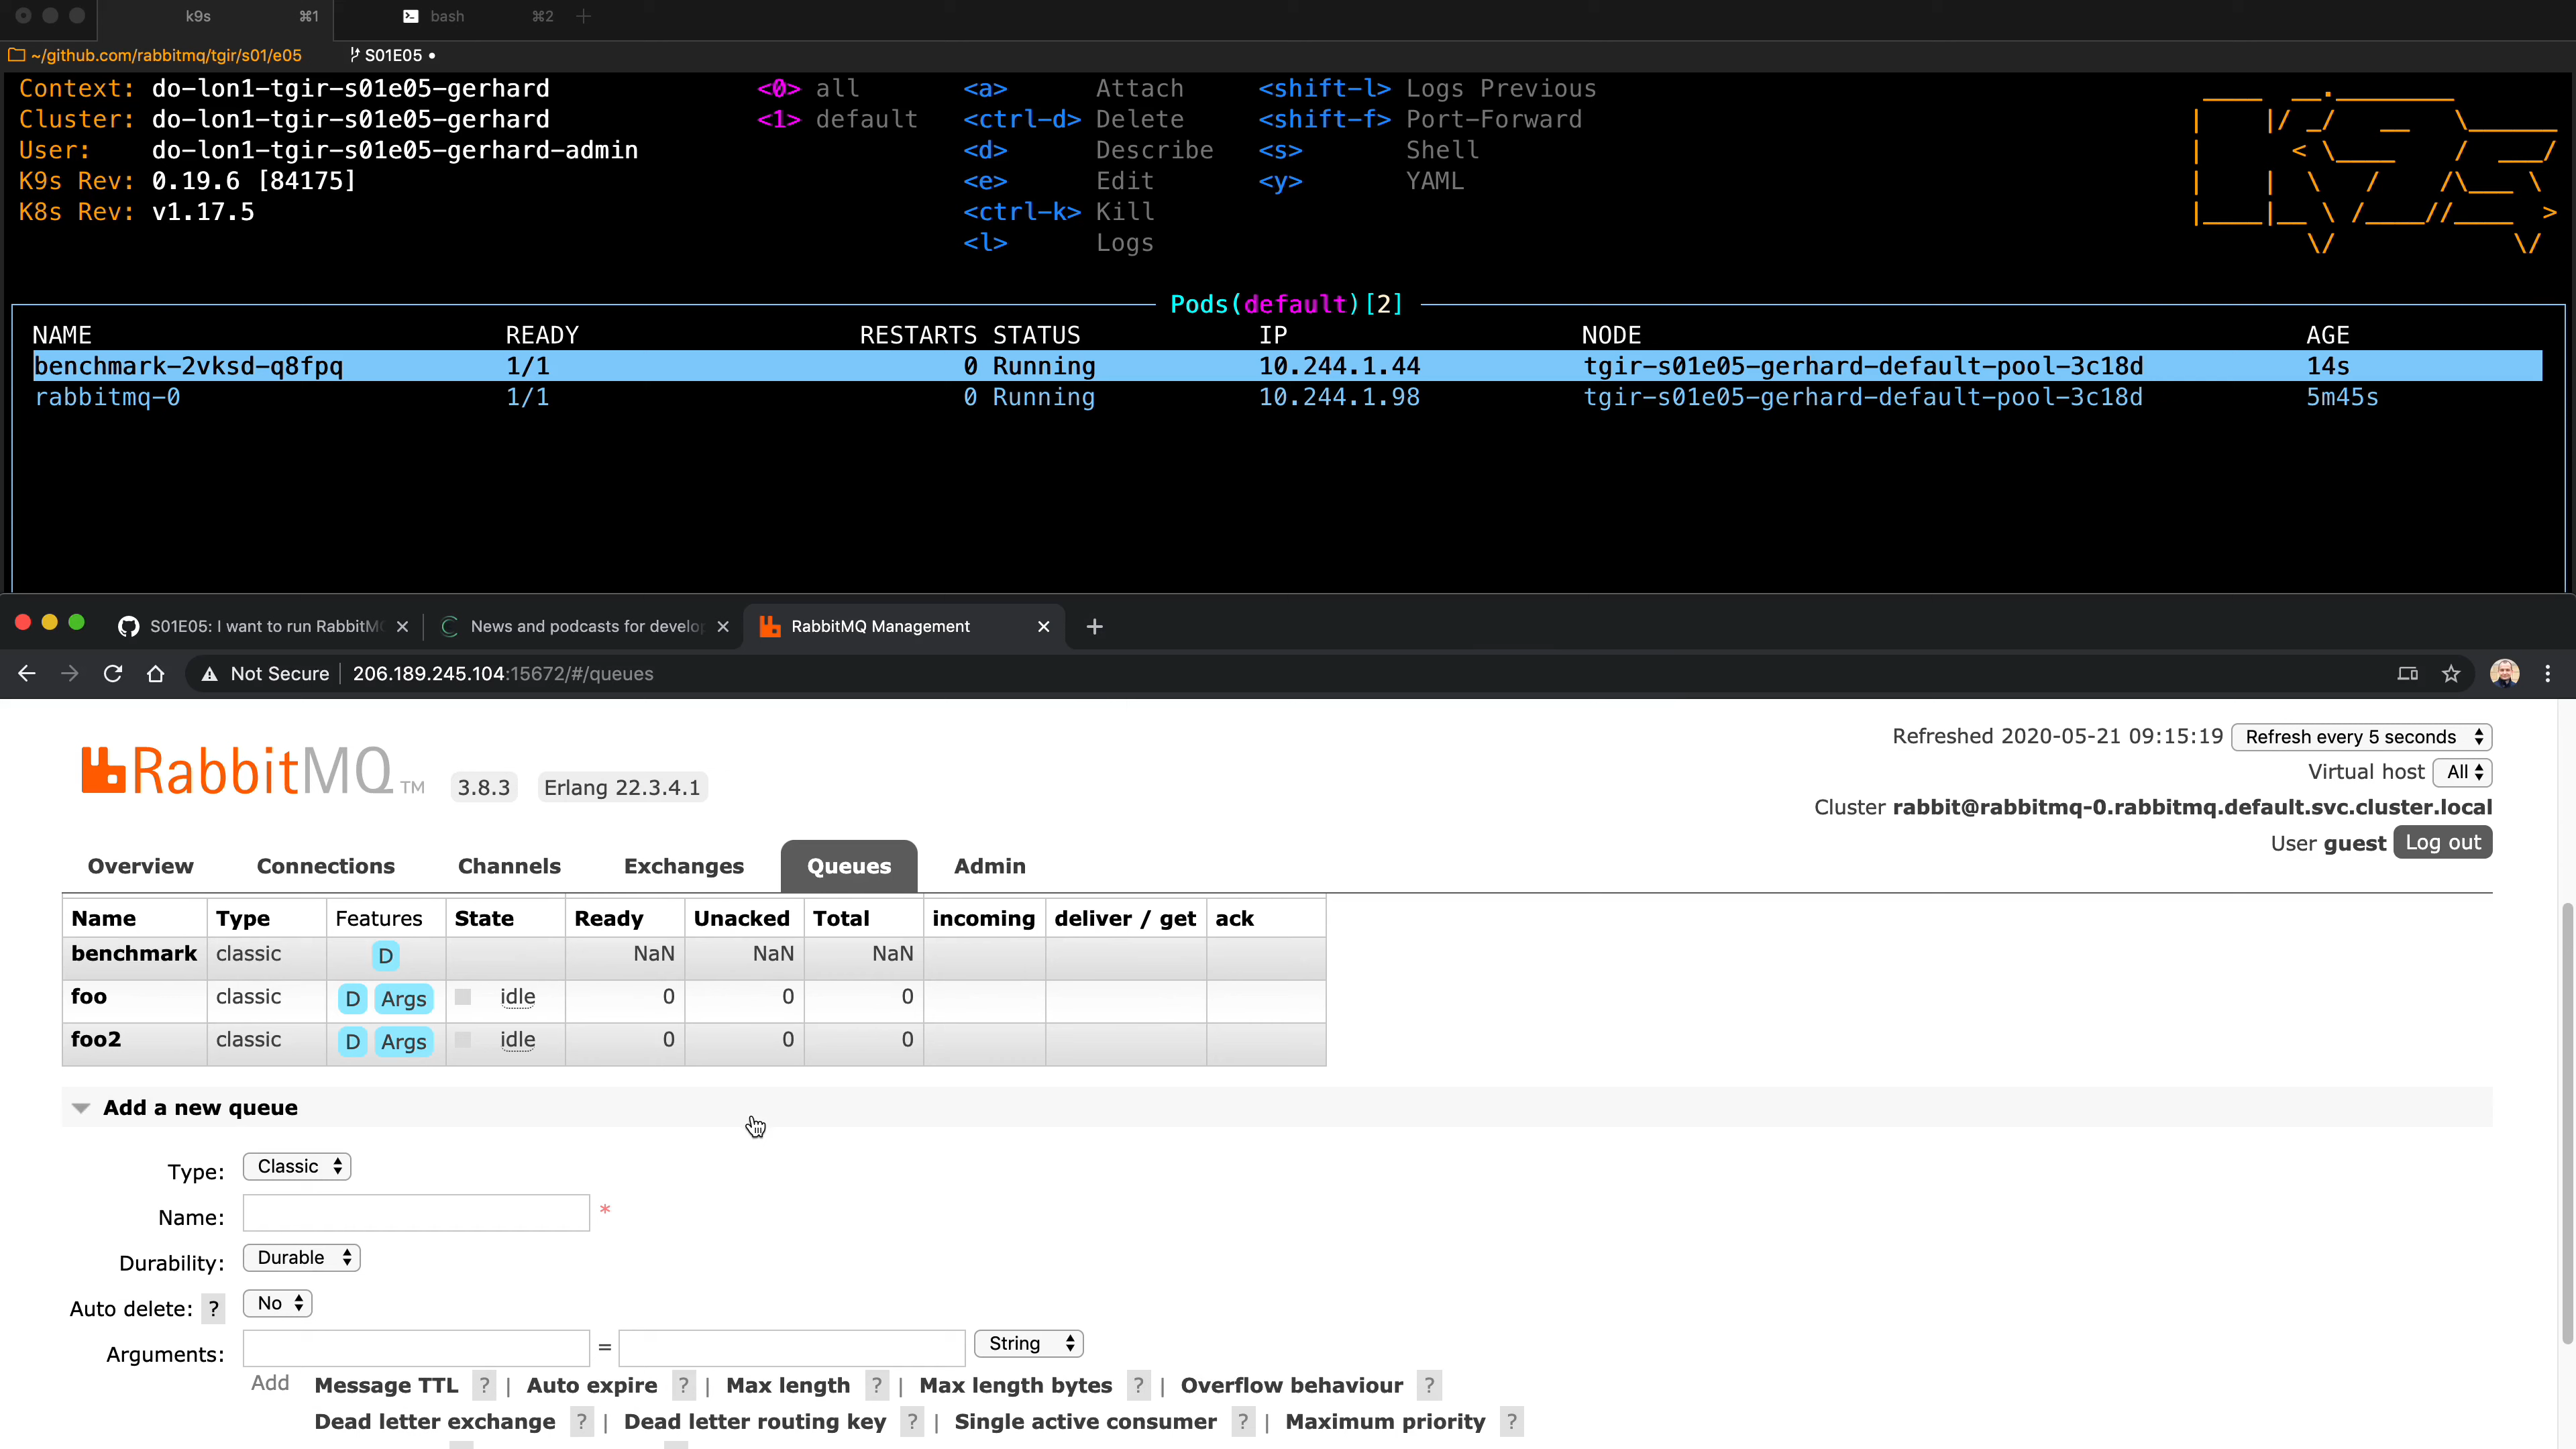 k9s ⌘1 bash ⌘2
~/github.com/rabbitmq/tgir/s01/e05 S01E05 •
Context: do-lon1-tgir-s01e05-gerhard <0> all <a> Attach <shift-l> Logs Previous
Cluster: do-lon1-tgir-s01e05-gerhard <1> default <ctrl-d> Delete <shift-f> Port-Forward
User: do-lon1-tgir-s01e05-gerhard-admin <d> Describe <s> Shell
K9s Rev: 0.19.6 [84175] <e> Edit <y> YAML
K8s Rev: v1.17.5 <ctrl-k> Kill
<l> Logs
Pods(default)[2]
NAME READY RESTARTS STATUS IP NODE AGE
benchmark-2vksd-q8fpq 1/1 0 Running 10.244.1.44 tgir-s01e05-gerhard-default-pool-3c18d 14s
rabbitmq-0 1/1 0 Running 10.244.1.98 tgir-s01e05-gerhard-default-pool-3c18d 5m45s
S01E05: I want to run RabbitM News and podcasts for develo RabbitMQ Management
Not Secure 206.189.245.104:15672/#/queues
Refreshed 2020-05-21 09:15:19 Refresh every 5 seconds
RabbitMQ TM 3.8.3 Erlang 22.3.4.1
Virtual host All
Cluster rabbit@rabbitmq-0.rabbitmq.default.svc.cluster.local
User guest Log out
Overview Connections Channels Exchanges Queues Admin
Name Type Features State Ready Unacked Total incoming deliver / get ack
benchmark classic D NaN NaN NaN
foo classic D Args idle 0 0 0
foo2 classic D Args idle 0 0 0
Add a new queue
Type: Classic
Name: *
Durability: Durable
Auto delete: ? No
Arguments: = String
Add Message TTL ? | Auto expire ? | Max length ? | Max length bytes ? | Overflow behaviour ?
Dead letter exchange ? | Dead letter routing key ? | Single active consumer ? | Maximum priority ?